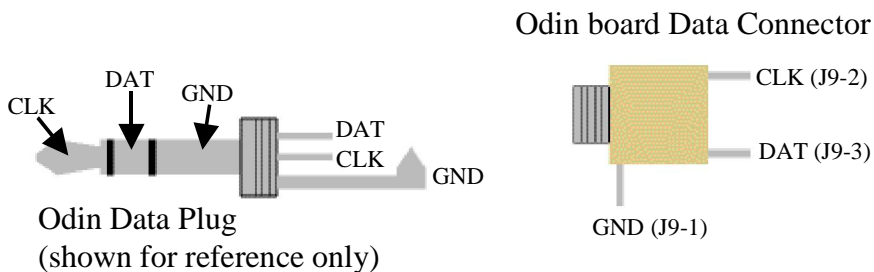 Odin board Data Connector
DAT
GND
CLK
CLK (J9-2)
DAT
CLK
DAT (J9-3)
GND
Odin Data Plug
GND (J9-1)
(shown for reference only)